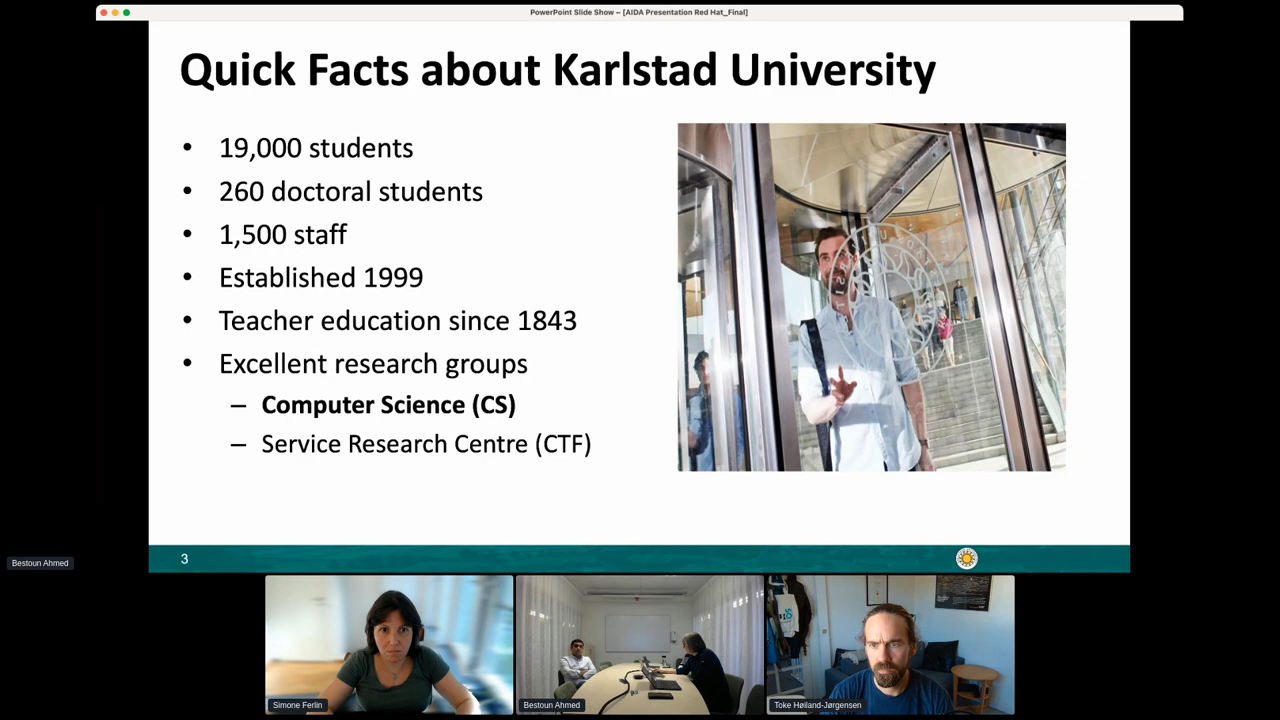 PowerPoint Slide Show – [AIDA Presentation Red Hat_Final]
Quick Facts about Karlstad University
• 19,000 students
• 260 doctoral students
• 1,500 staff
• Established 1999
• Teacher education since 1843
• Excellent research groups
– Computer Science (CS)
– Service Research Centre (CTF)
3
Bestoun Ahmed
Simone Ferlin
Bestoun Ahmed
Toke Høiland-Jørgensen